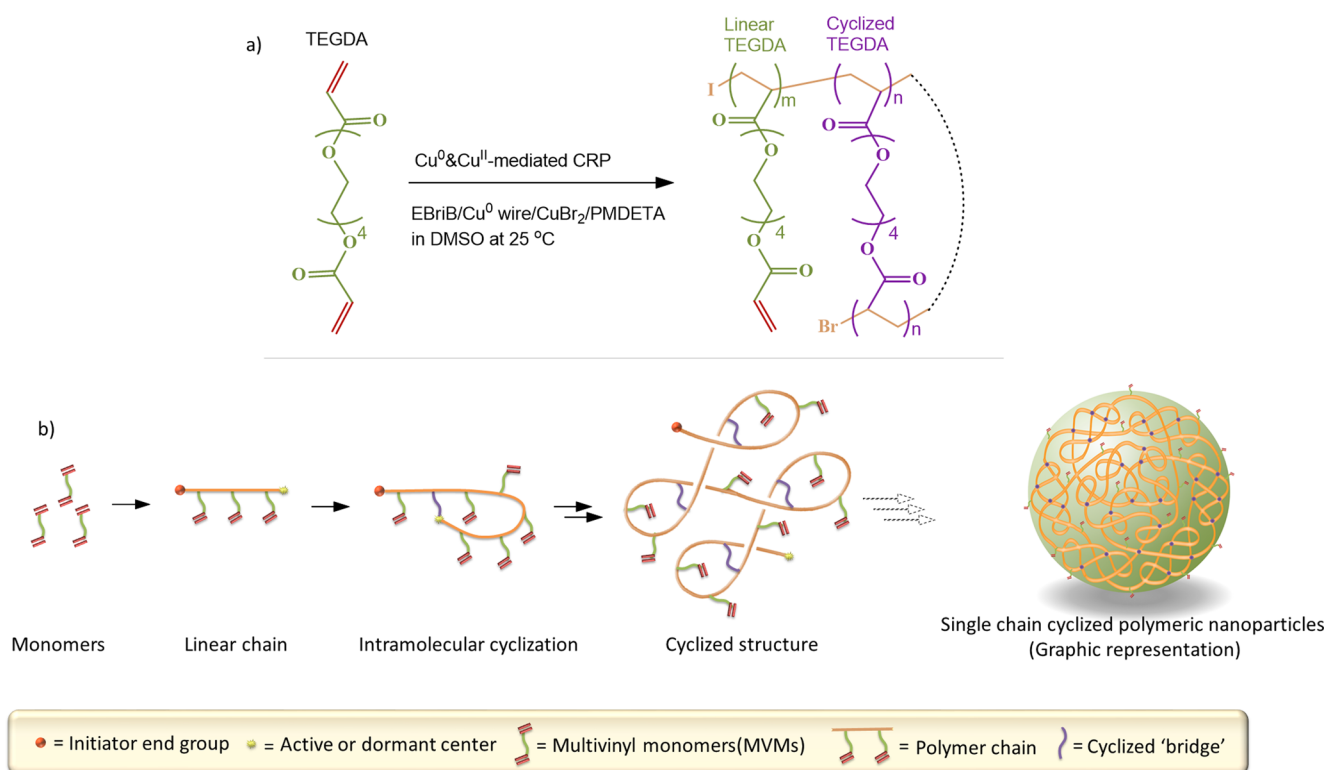 a)
TEGDA
O
O
4
O
O
Cu⁰&Cuᴵᴵ-mediated CRP
EBriB/Cu⁰ wire/CuBr₂/PMDETA
in DMSO at 25 ᴼC
Linear
TEGDA
Cyclized
TEGDA
I
m
n
O
O
O
O
4
4
O
O
O
O
Br
n
b)
Monomers
Linear chain
Intramolecular cyclization
Cyclized structure
Single chain cyclized polymeric nanoparticles
(Graphic representation)
= Initiator end group
= Active or dormant center
= Multivinyl monomers(MVMs)
= Polymer chain
= Cyclized ‘bridge’